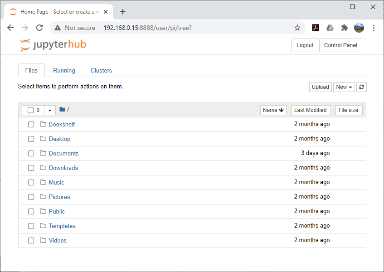 Home Page - Select or create a n
Not secure 192.168.0.15:8888/user/pi/tree?
jupyterhub
Logout Control Panel
Files Running Clusters
Select items to perform actions on them.
Upload New
0 / Name Last Modified File size
Bookshelf 2 months ago
Desktop 2 months ago
Documents 3 days ago
Downloads 2 months ago
Music 2 months ago
Pictures 2 months ago
Public 2 months ago
Templates 2 months ago
Videos 2 months ago